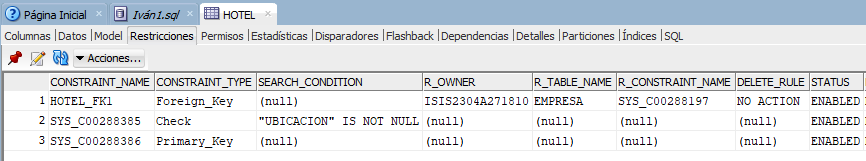 Página Inicial Iván1.sql HOTEL
Columnas Datos Model Restricciones Permisos Estadísticas Disparadores Flashback Dependencias Detalles Particiones Índices SQL
Acciones...
CONSTRAINT_NAME CONSTRAINT_TYPE SEARCH_CONDITION R_OWNER R_TABLE_NAME R_CONSTRAINT_NAME DELETE_RULE STATUS
1 HOTEL_FK1 Foreign_Key (null) ISIS2304A271810 EMPRESA SYS_C00288197 NO ACTION ENABLED
2 SYS_C00288385 Check "UBICACION" IS NOT NULL (null) (null) (null) (null) ENABLED
3 SYS_C00288386 Primary_Key (null) (null) (null) (null) (null) ENABLED